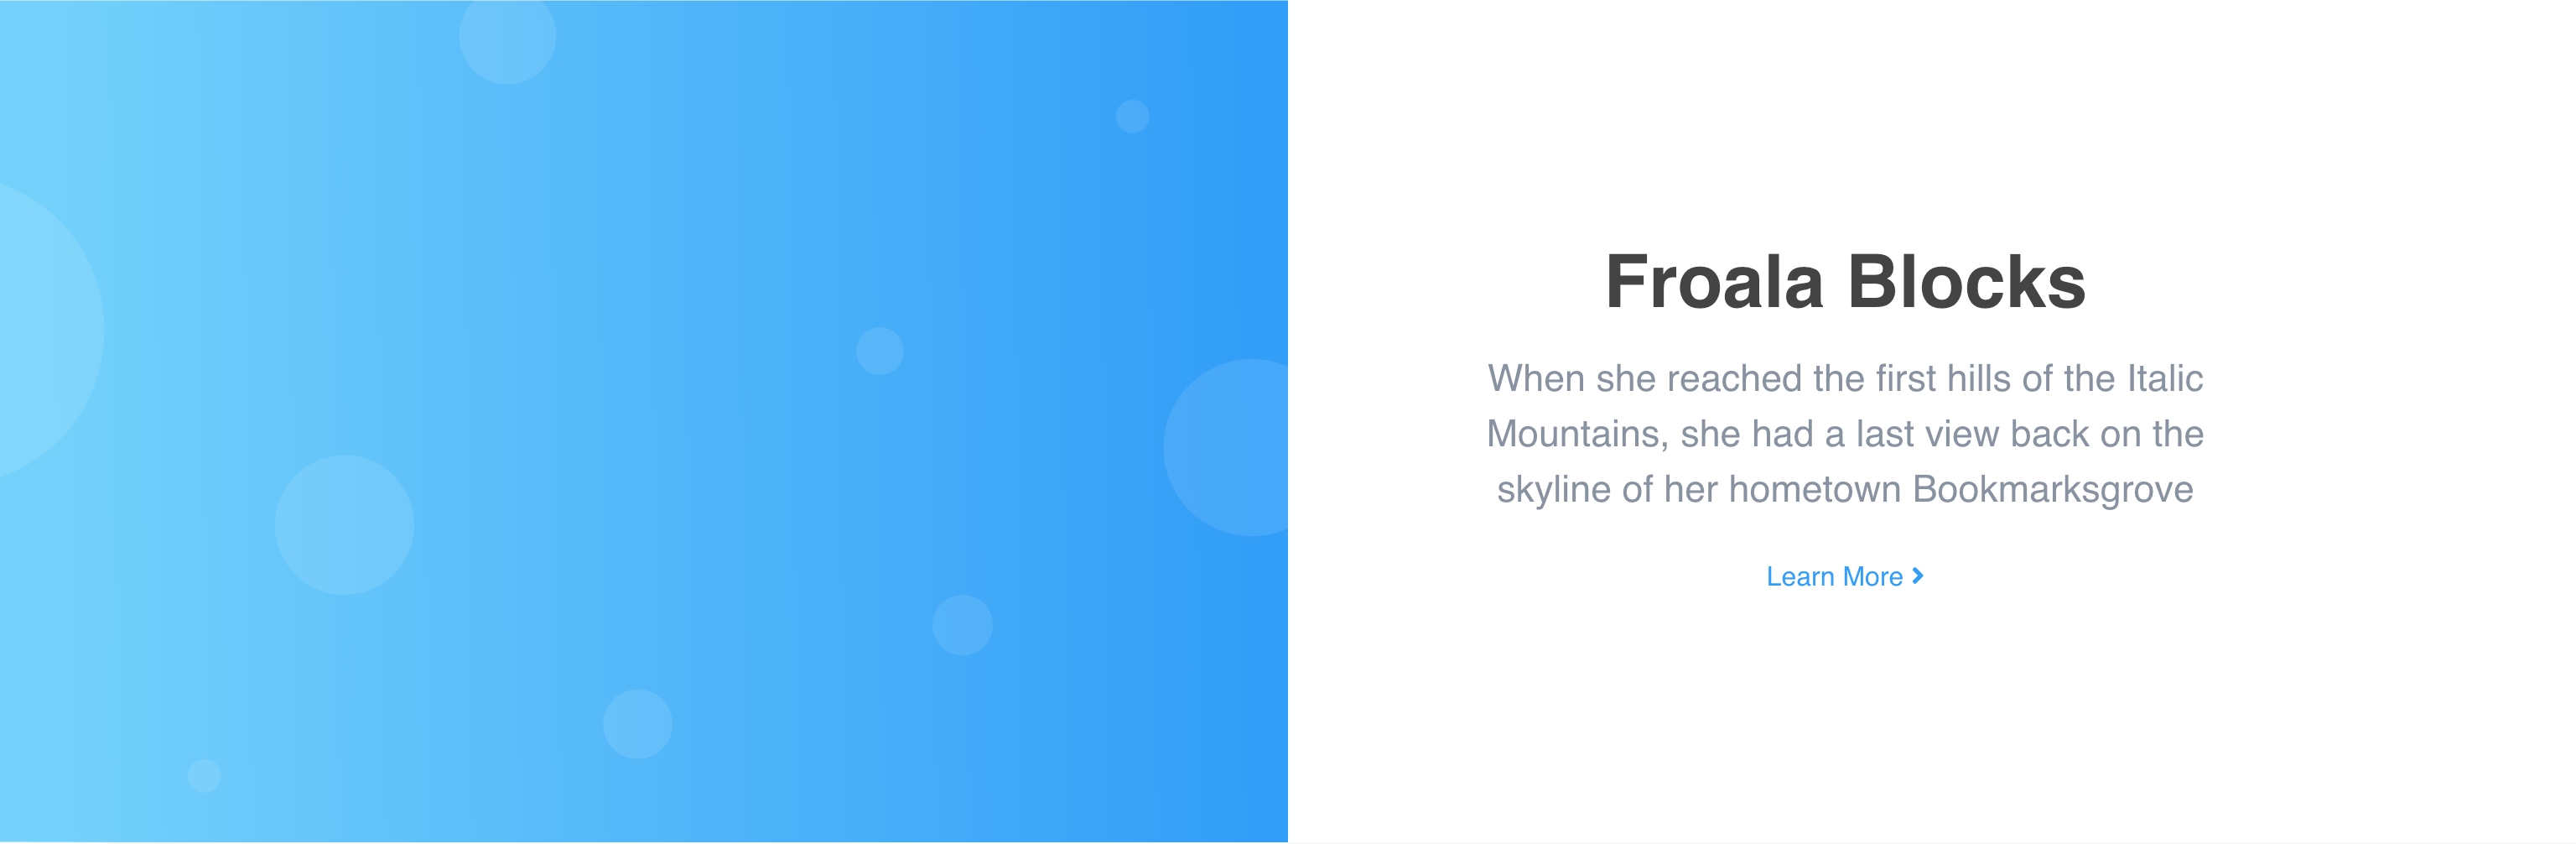 Froala Blocks
When she reached the first hills of the Italic
Mountains, she had a last view back on the
skyline of her hometown Bookmarksgrove
Learn More